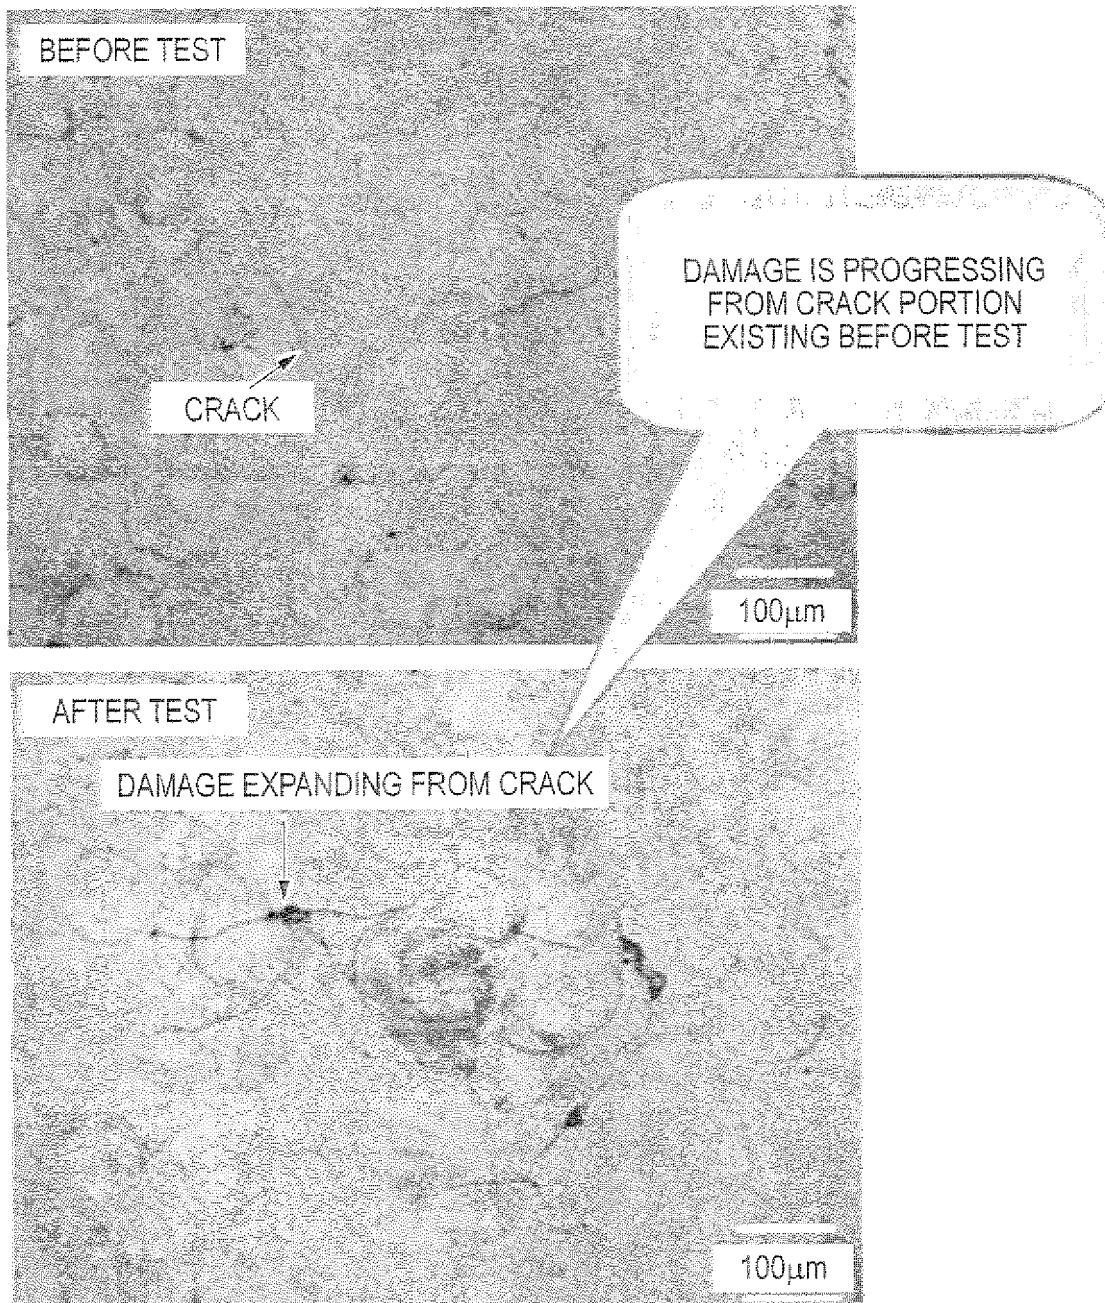 BEFORE TEST
DAMAGE IS PROGRESSING
FROM CRACK PORTION
EXISTING BEFORE TEST
CRACK
100μm
AFTER TEST
DAMAGE EXPANDING FROM CRACK
100μm